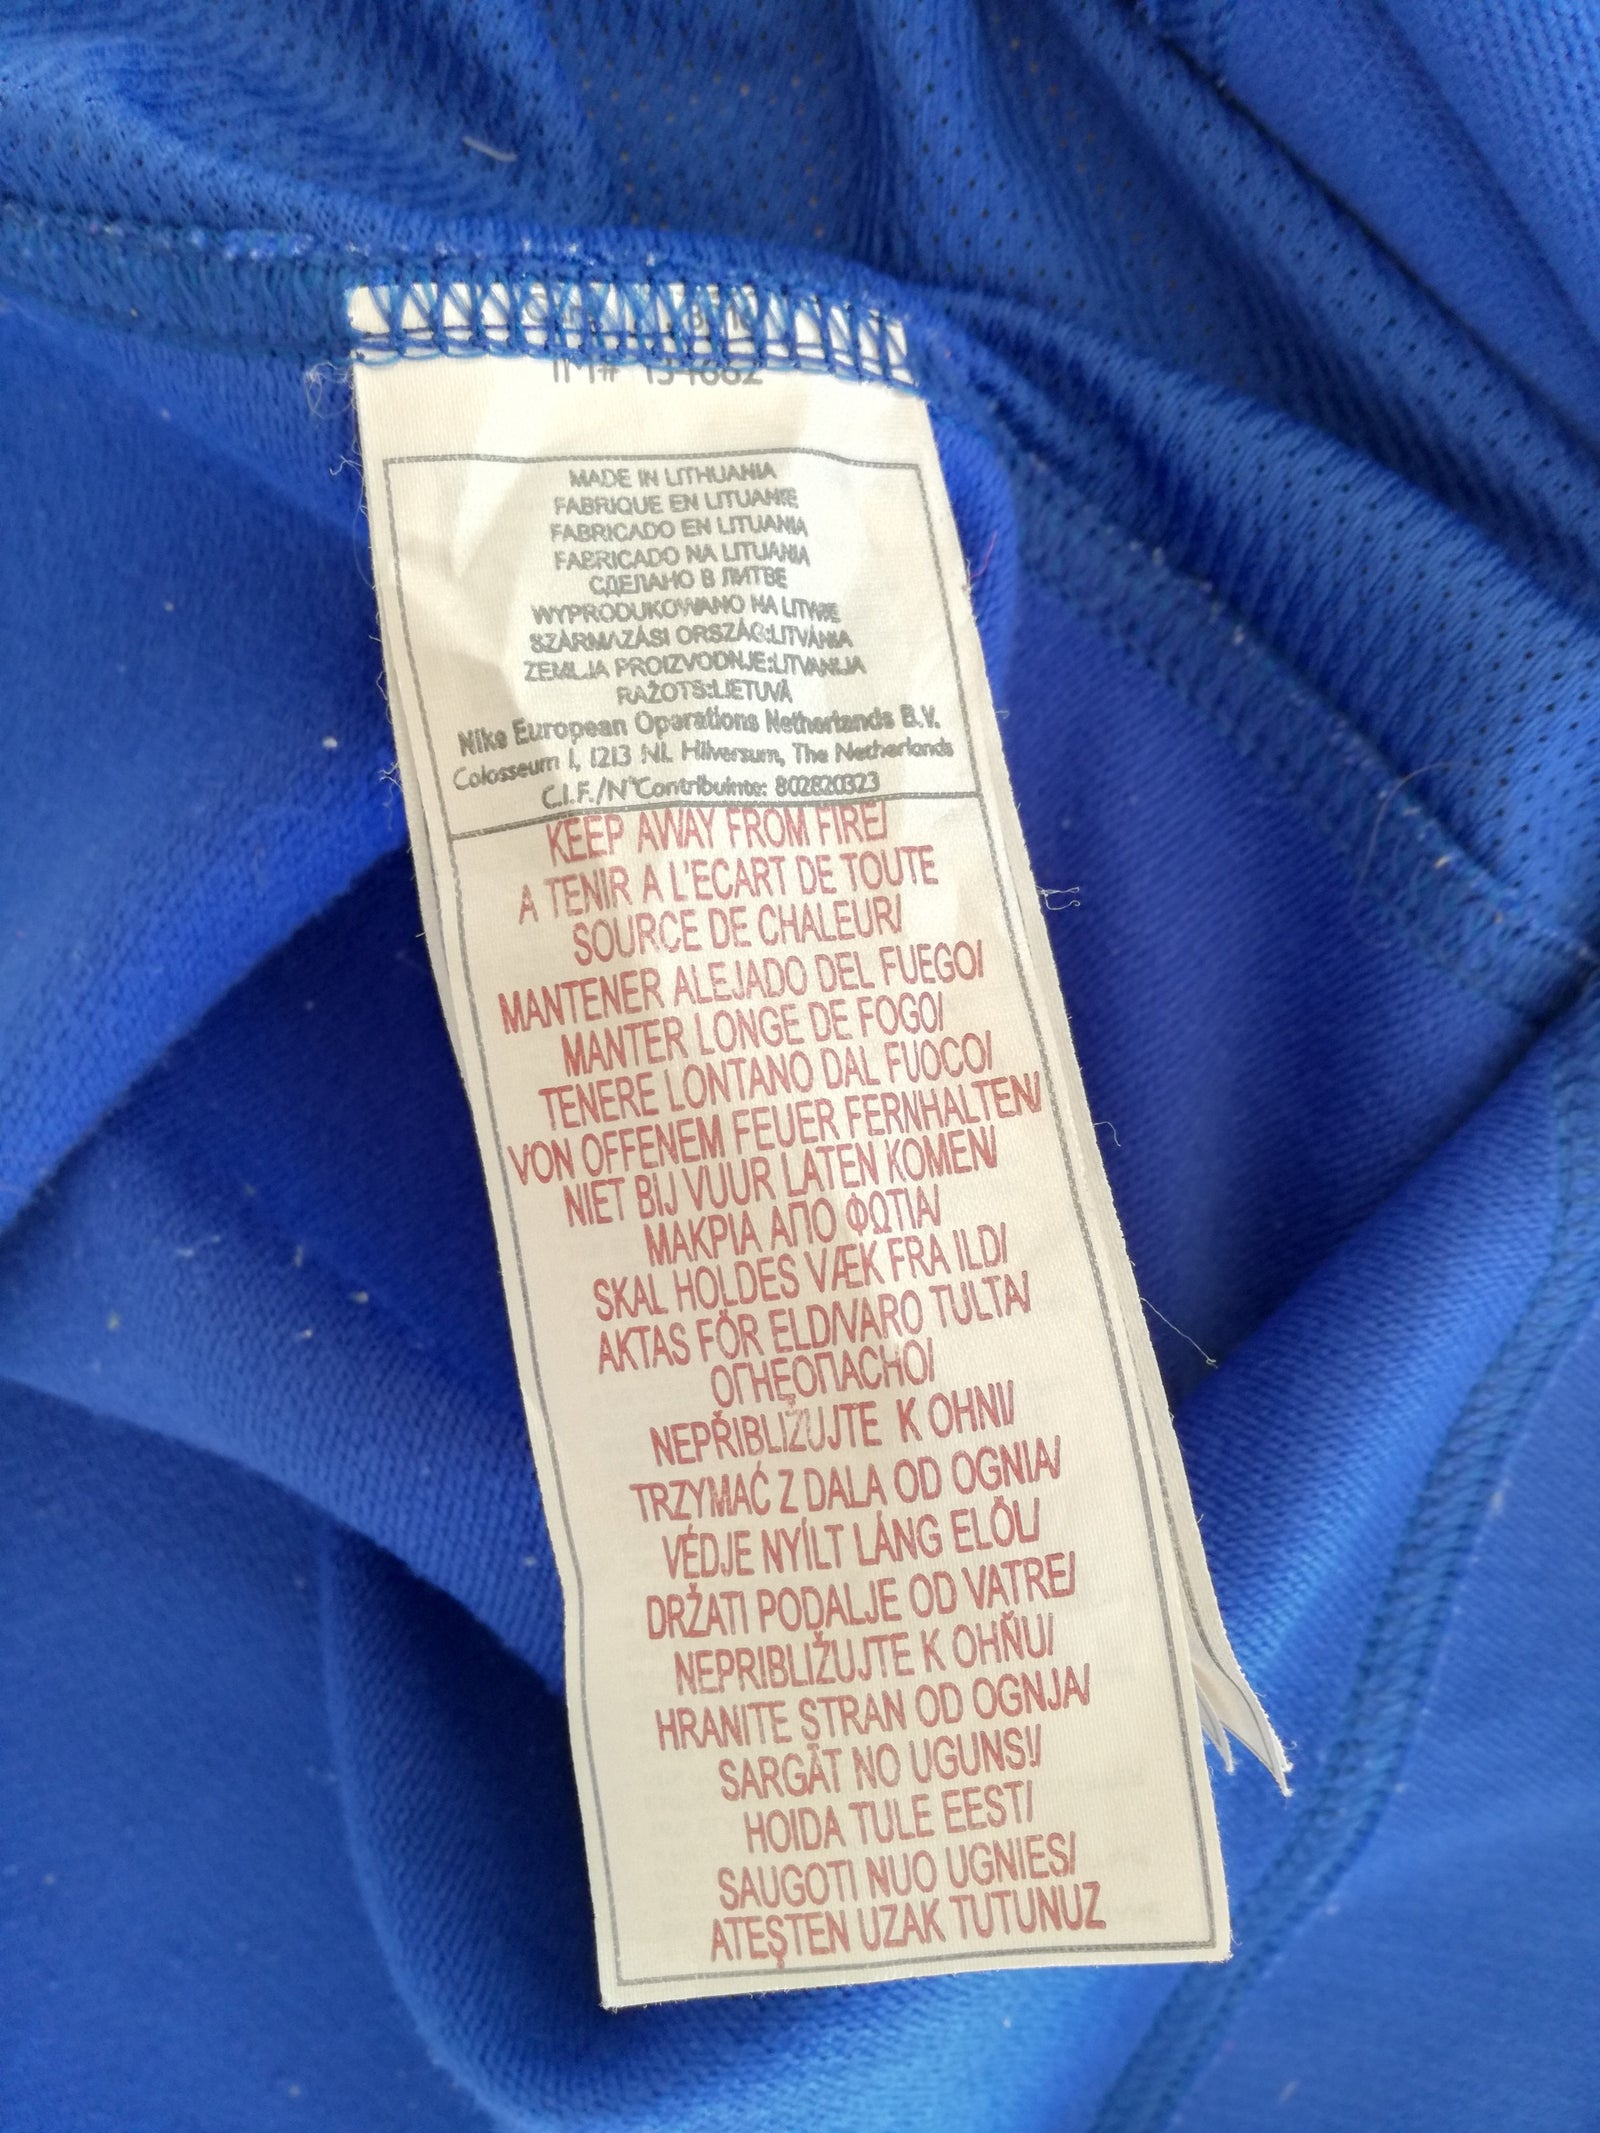 MADE IN LITHUANIA
FABRIQUE EN LITUANIE
FABRICADO EN LITUANIA
FABRICADO NA LITUANIA
СДЕЛАНО В ЛИТВЕ
WYPRODUKOWANO NA LITWIE
SZÁRMAZÁSI ORSZÁG:LITVÁNIA
ZEMLJA PROIZVODNJE:LITVANIJA
RAŽOTS:LIETUVĀ
Nike European Operations Netherlands B.V.
Colosseum 1, 1213 NL Hilversum, The Netherlands
C.I.F./N°Contribuinte: 802820323
KEEP AWAY FROM FIRE/
A TENIR A L'ECART DE TOUTE
SOURCE DE CHALEUR/
MANTENER ALEJADO DEL FUEGO/
MANTER LONGE DE FOGO/
TENERE LONTANO DAL FUOCO/
VON OFFENEM FEUER FERNHALTEN/
NIET BIJ VUUR LATEN KOMEN/
ΜΑΚΡΙΑ ΑΠΟ ΦΩΤΙΑ/
SKAL HOLDES VÆK FRA ILD/
AKTAS FÖR ELD/VARO TULTA/
ОГНЕОПАСНО/
NEPŘIBLIŽUJTE K OHNI/
TRZYMAĆ Z DALA OD OGNIA/
VÉDJE NYÍLT LÁNG ELŐL/
DRŽATI PODALJE OD VATRE/
NEPRIBLIŽUJTE K OHŇU/
HRANITE STRAN OD OGNJA/
SARGĀT NO UGUNS!/
HOIDA TULE EEST/
SAUGOTI NUO UGNIES/
ATEŞTEN UZAK TUTUNUZ